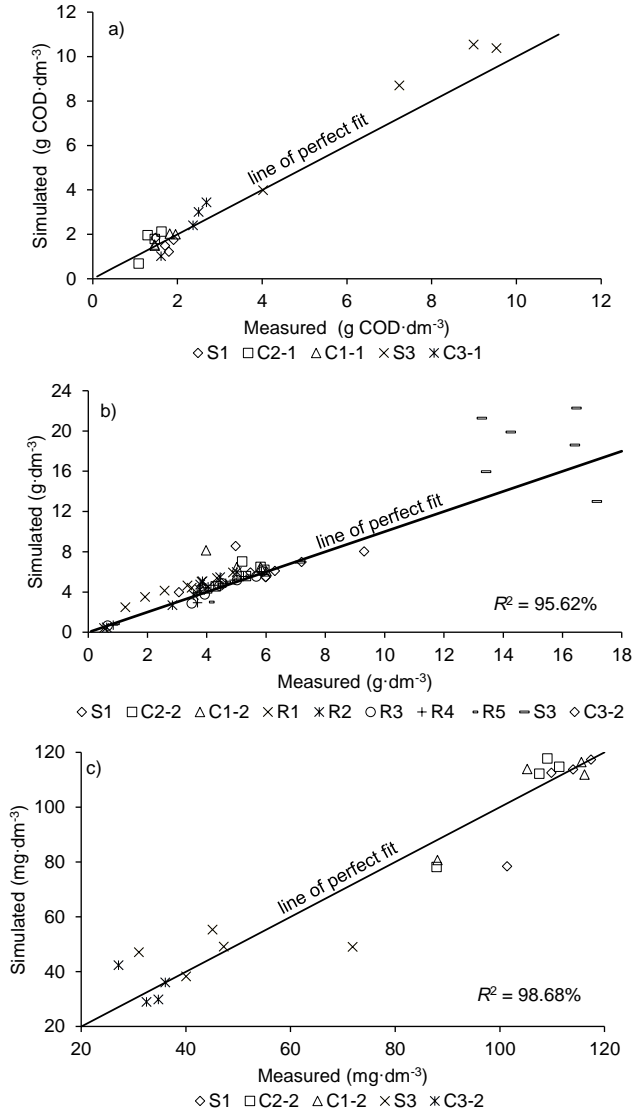 a)
12
10
8
6
4
2
0
Simulated (g COD·dm⁻³)
line of perfect fit
0 2 4 6 8 10 12
Measured (g COD·dm⁻³)
S1 C2-1 C1-1 S3 C3-1
b)
24
20
16
12
8
4
0
Simulated (g·dm⁻³)
line of perfect fit
R² = 95.62%
0 2 4 6 8 10 12 14 16 18
Measured (g·dm⁻³)
S1 C2-2 C1-2 R1 R2 R3 R4 R5 S3 C3-2
c)
120
100
80
60
40
20
Simulated (mg·dm⁻³)
line of perfect fit
R² = 98.68%
20 40 60 80 100 120
Measured (mg·dm⁻³)
S1 C2-2 C1-2 S3 C3-2